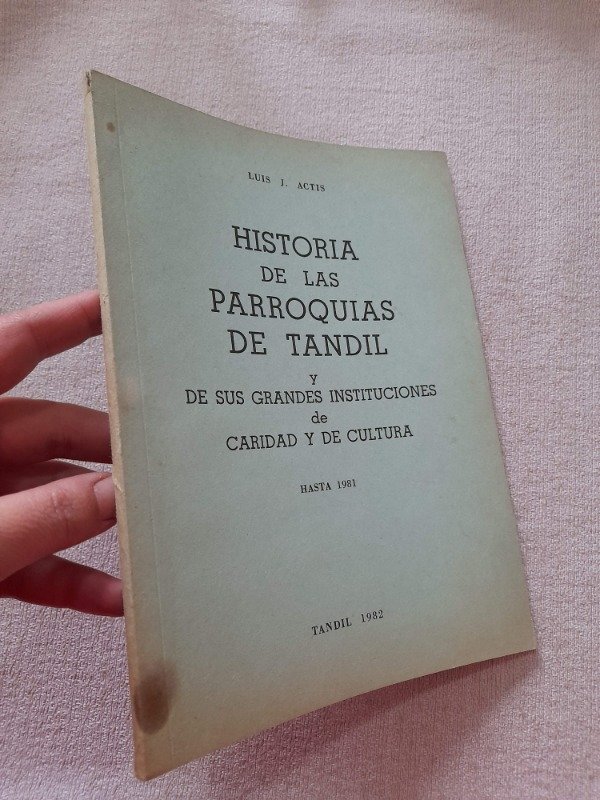 LUIS J. ACTIS
HISTORIA
DE LAS
PARROQUIAS
DE TANDIL
y
DE SUS GRANDES INSTITUCIONES
de
CARIDAD Y DE CULTURA
HASTA 1981
TANDIL 1982